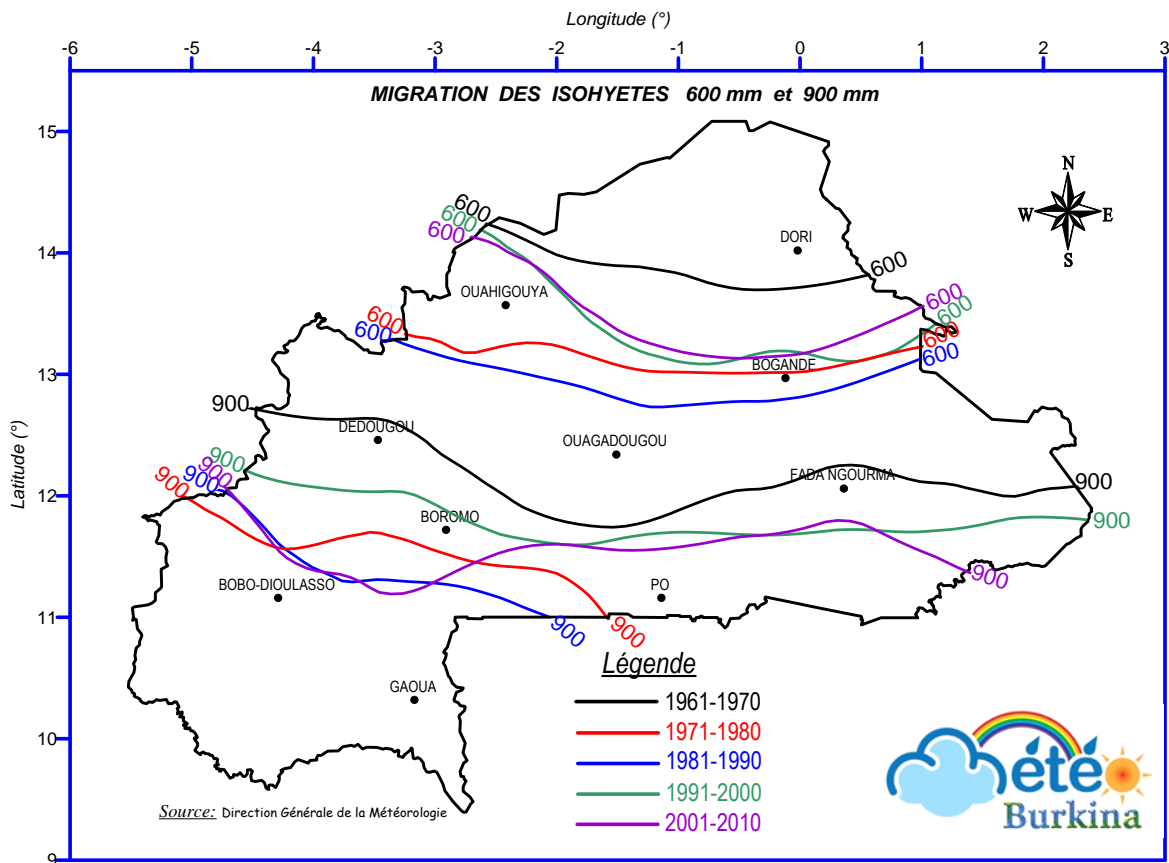 Longitude (°)
-6 -5 -4 -3 -2 -1 0 1 2 3
MIGRATION DES ISOHYETES 600 mm et 900 mm
15
14
13
12
11
10
9
Latitude (°)
N
W E
S
600
600
600
DORI
600
OUAHIGOUYA
600
600
600
600
600
600
BOGANDE
900
DEDOUGOU
OUAGADOUGOU
900
900
900
900
900
FADA NGOURMA
900
BOROMO
900
BOBO-DIOULASSO
PO
900
900
900
GAOUA
Légende
1961-1970
1971-1980
1981-1990
1991-2000
2001-2010
Source: Direction Générale de la Météorologie
Météo
Burkina